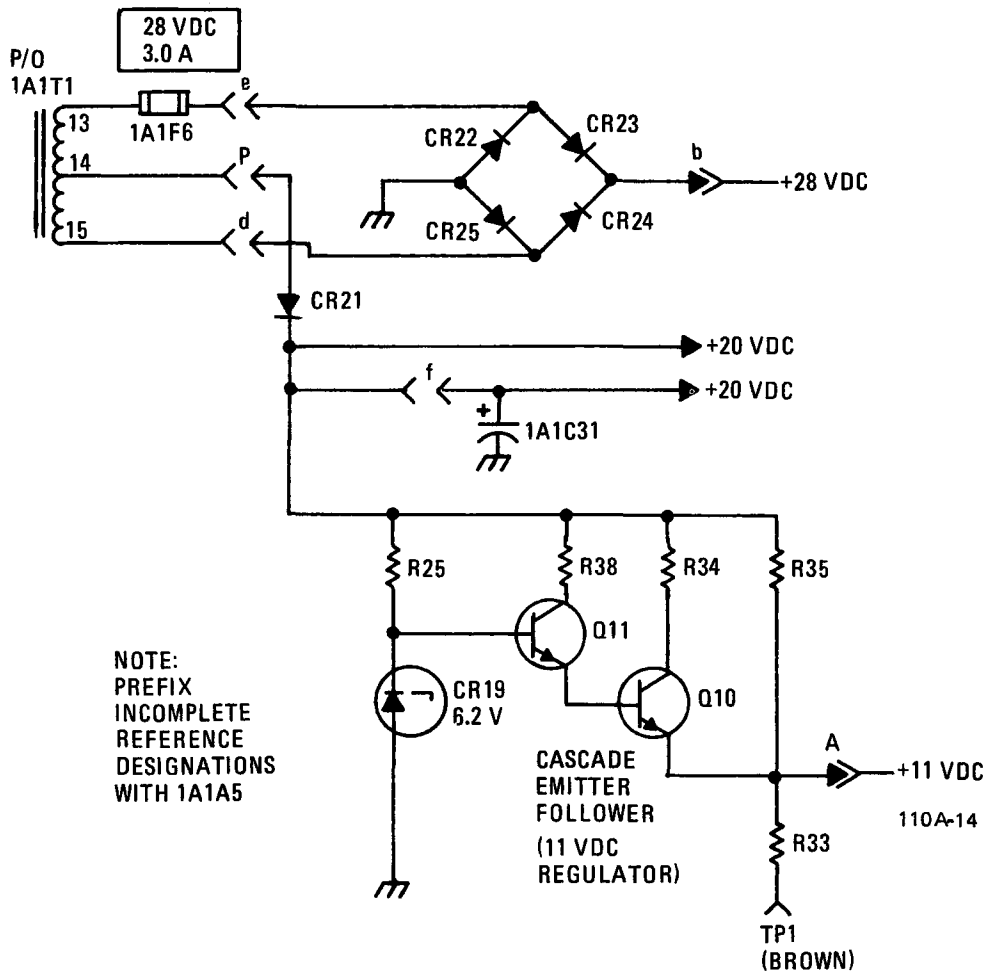 28 VDC
3.0 A
P/O
1A1T1
13
14
15
1A1F6
e
P
d
CR22
CR23
CR25
CR24
b
+28 VDC
CR21
+20 VDC
f
+20 VDC
+
1A1C31
R25
R38
R34
R35
Q11
Q10
CR19
6.2 V
NOTE:
PREFIX
INCOMPLETE
REFERENCE
DESIGNATIONS
WITH 1A1A5
CASCADE
EMITTER
FOLLOWER
(11 VDC
REGULATOR)
A
+11 VDC
110A-14
R33
TP1
(BROWN)